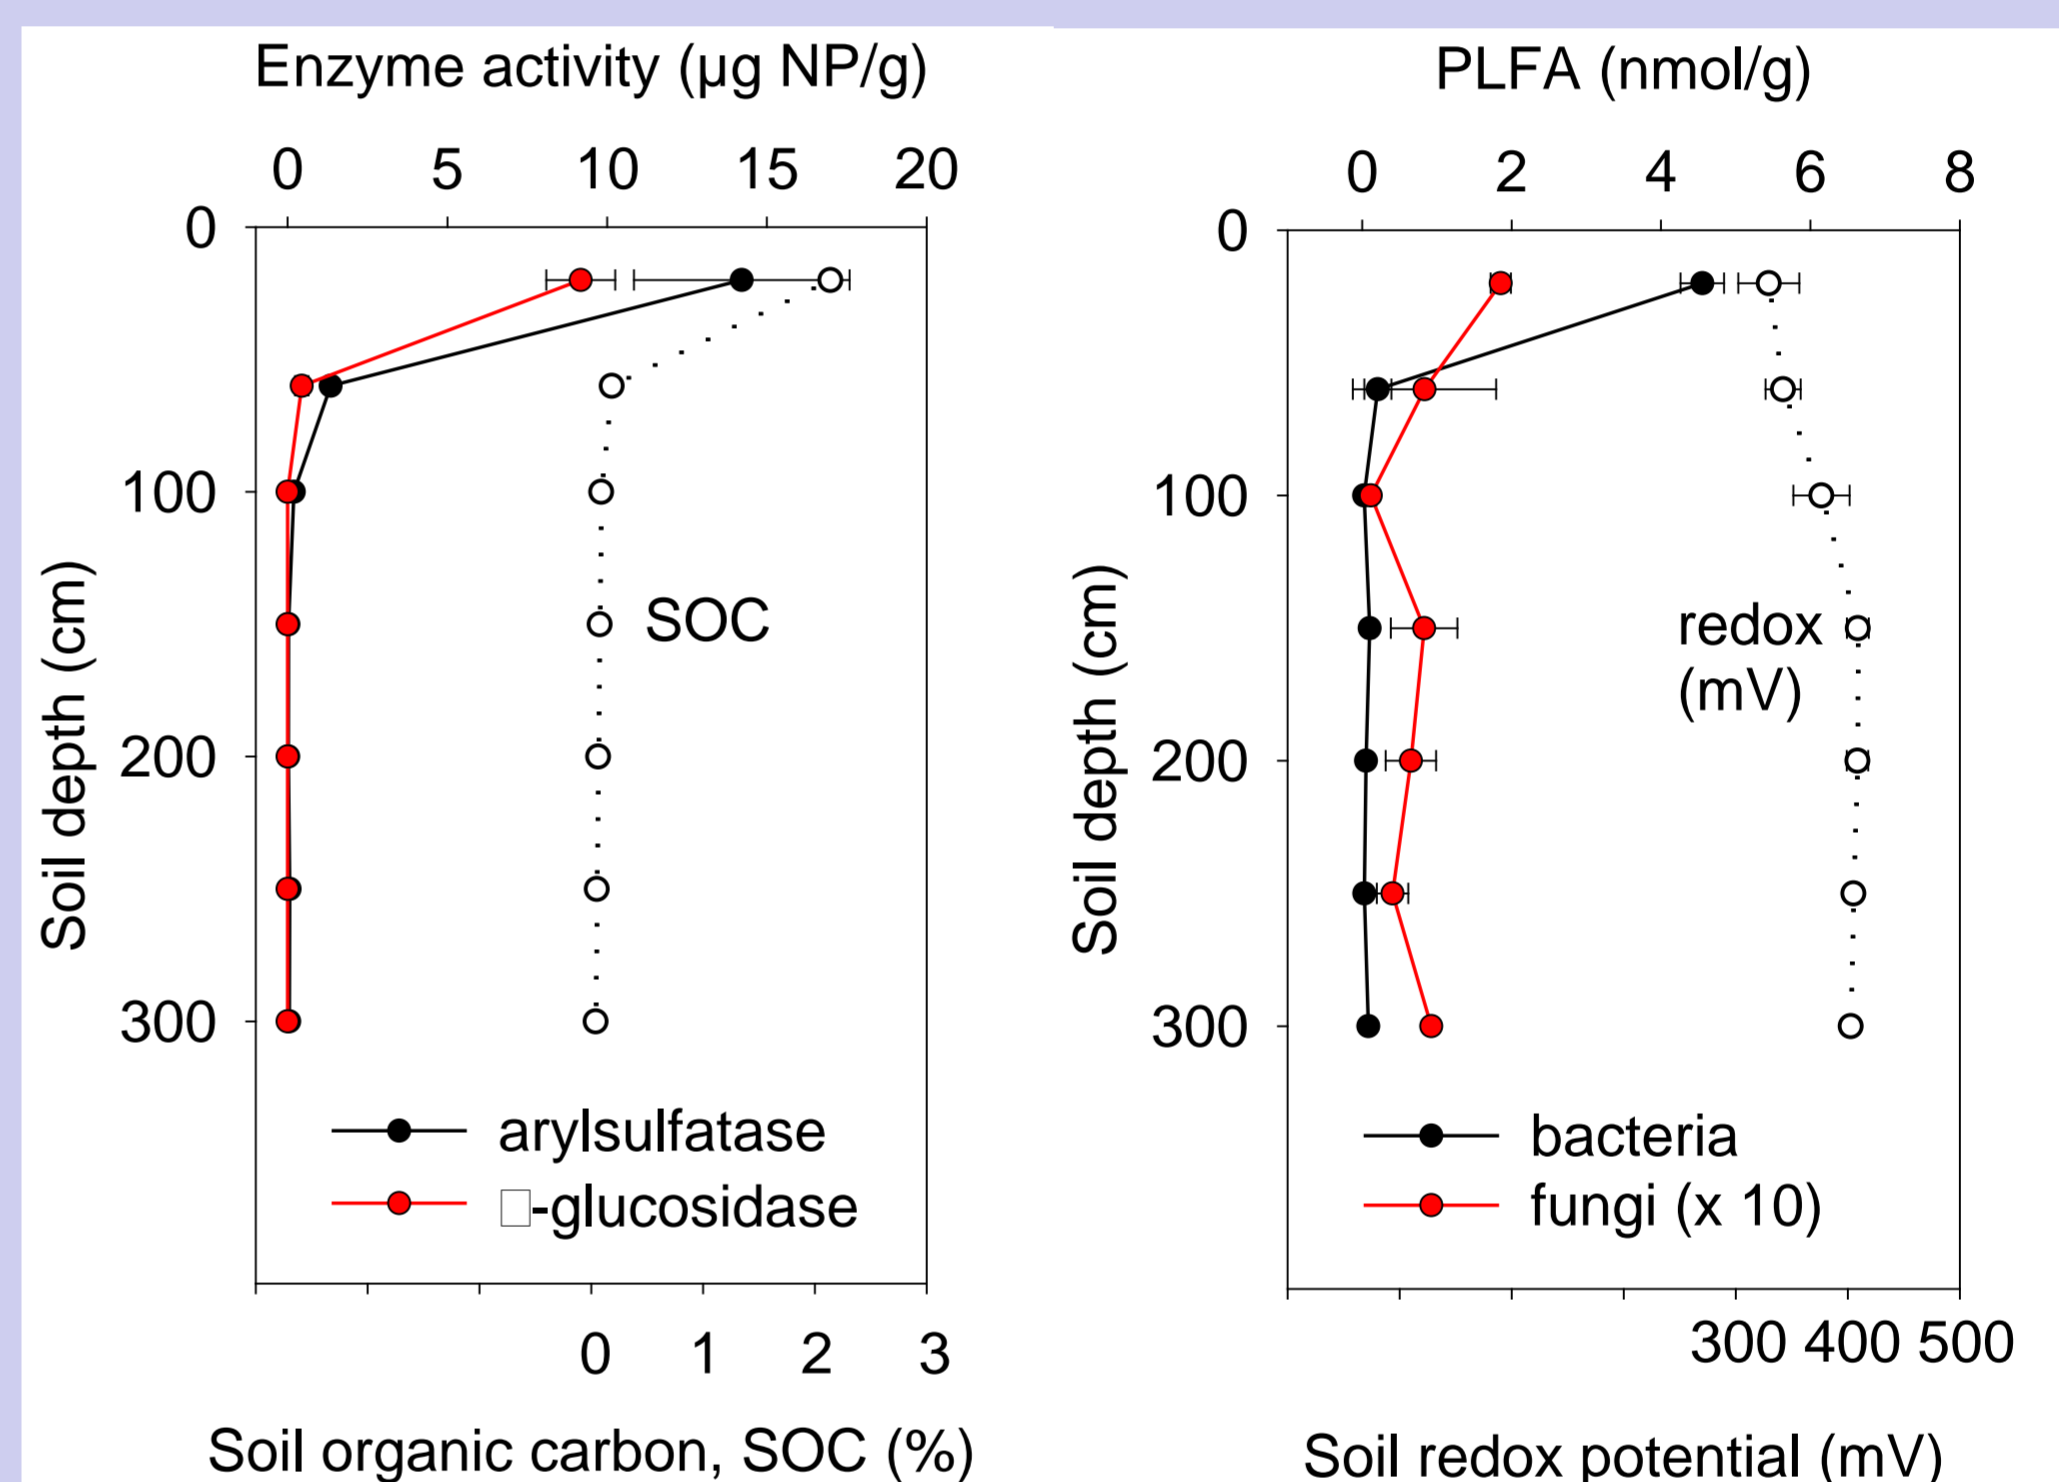 Enzyme activity (µg NP/g)
0 5 10 15 20
0
100
200
300
Soil depth (cm)
SOC
arylsulfatase
□-glucosidase
0 1 2 3
Soil organic carbon, SOC (%)
PLFA (nmol/g)
0 2 4 6 8
0
100
200
300
Soil depth (cm)
redox
(mV)
bacteria
fungi (x 10)
300 400 500
Soil redox potential (mV)